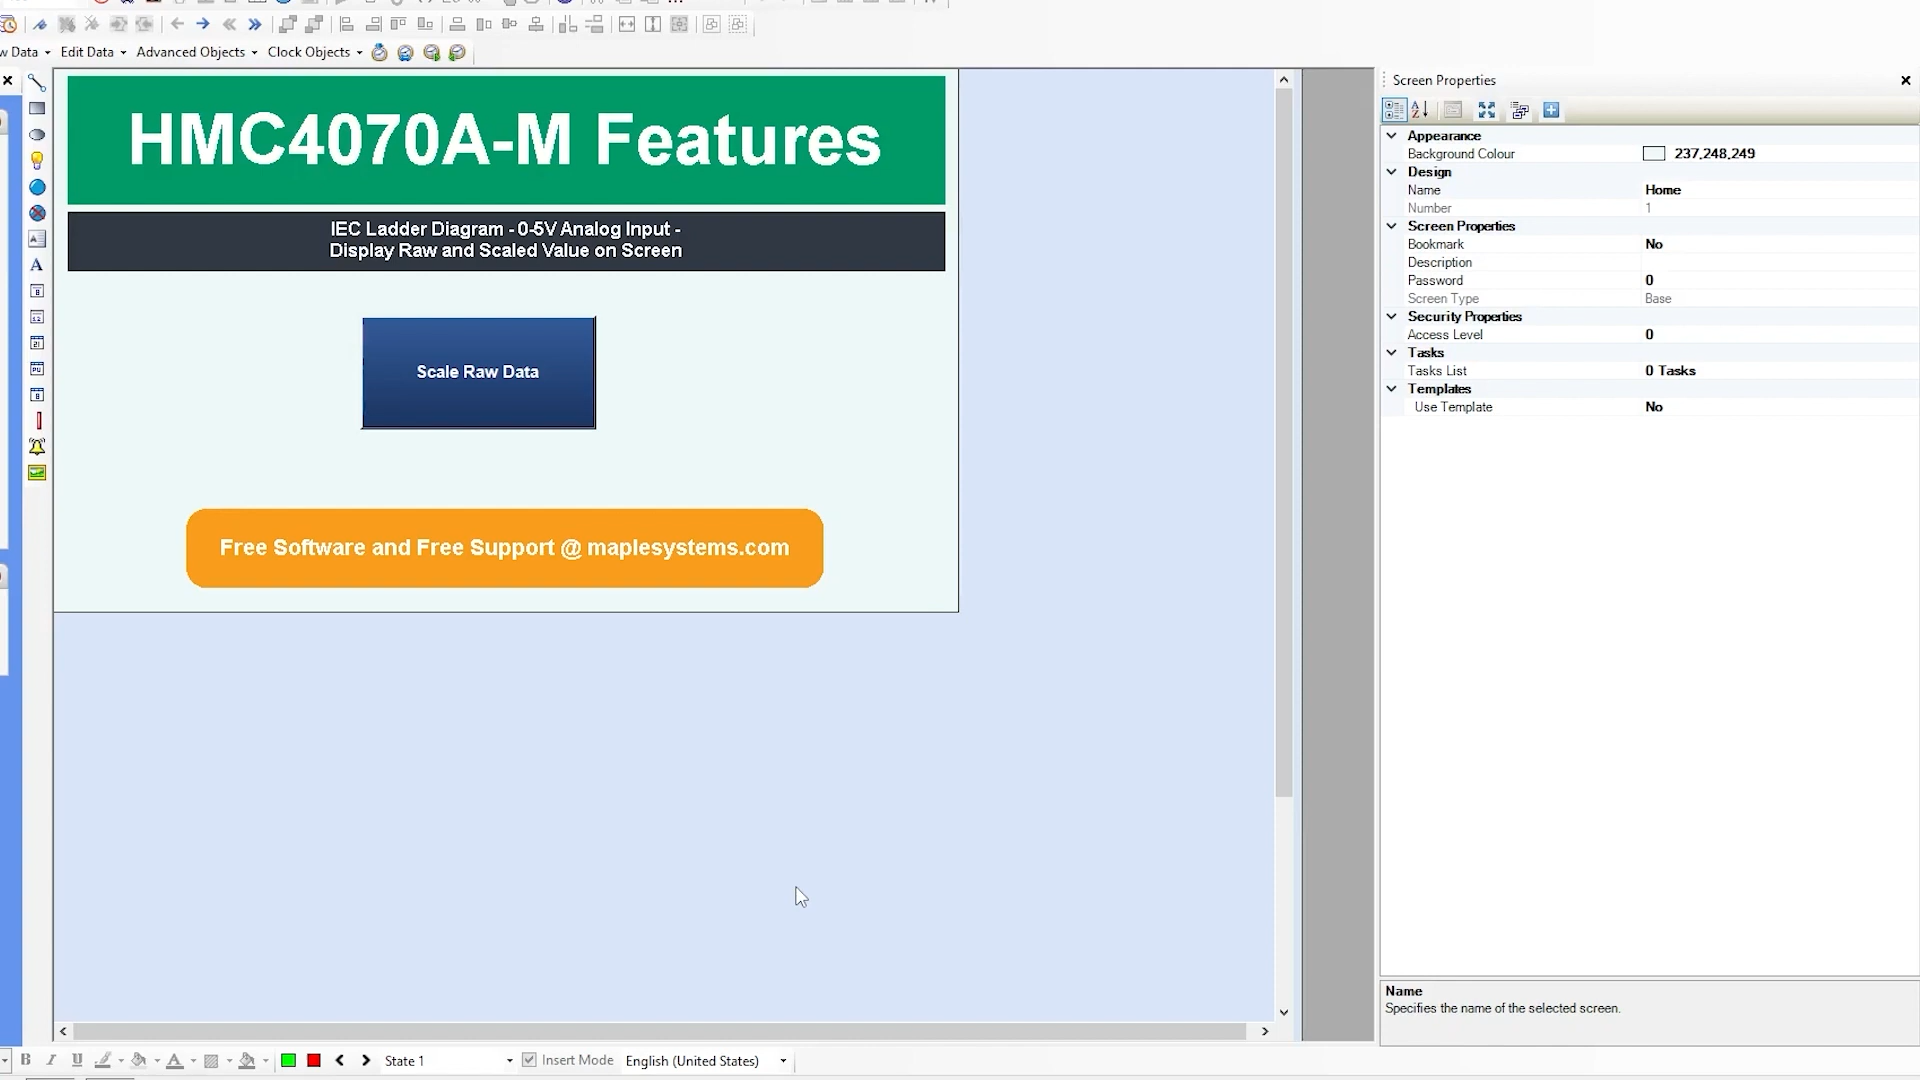 w Data Edit Data Advanced Objects Clock Objects
HMC4070A-M Features
IEC Ladder Diagram - 0-5V Analog Input -
Display Raw and Scaled Value on Screen
Scale Raw Data
Free Software and Free Support @ maplesystems.com
Screen Properties
Appearance
Background Colour 237,248,249
Design
Name Home
Number 1
Screen Properties
Bookmark No
Description
Password 0
Screen Type Base
Security Properties
Access Level 0
Tasks
Tasks List 0 Tasks
Templates
Use Template No
Name
Specifies the name of the selected screen.
B I U A State 1 Insert Mode English (United States)